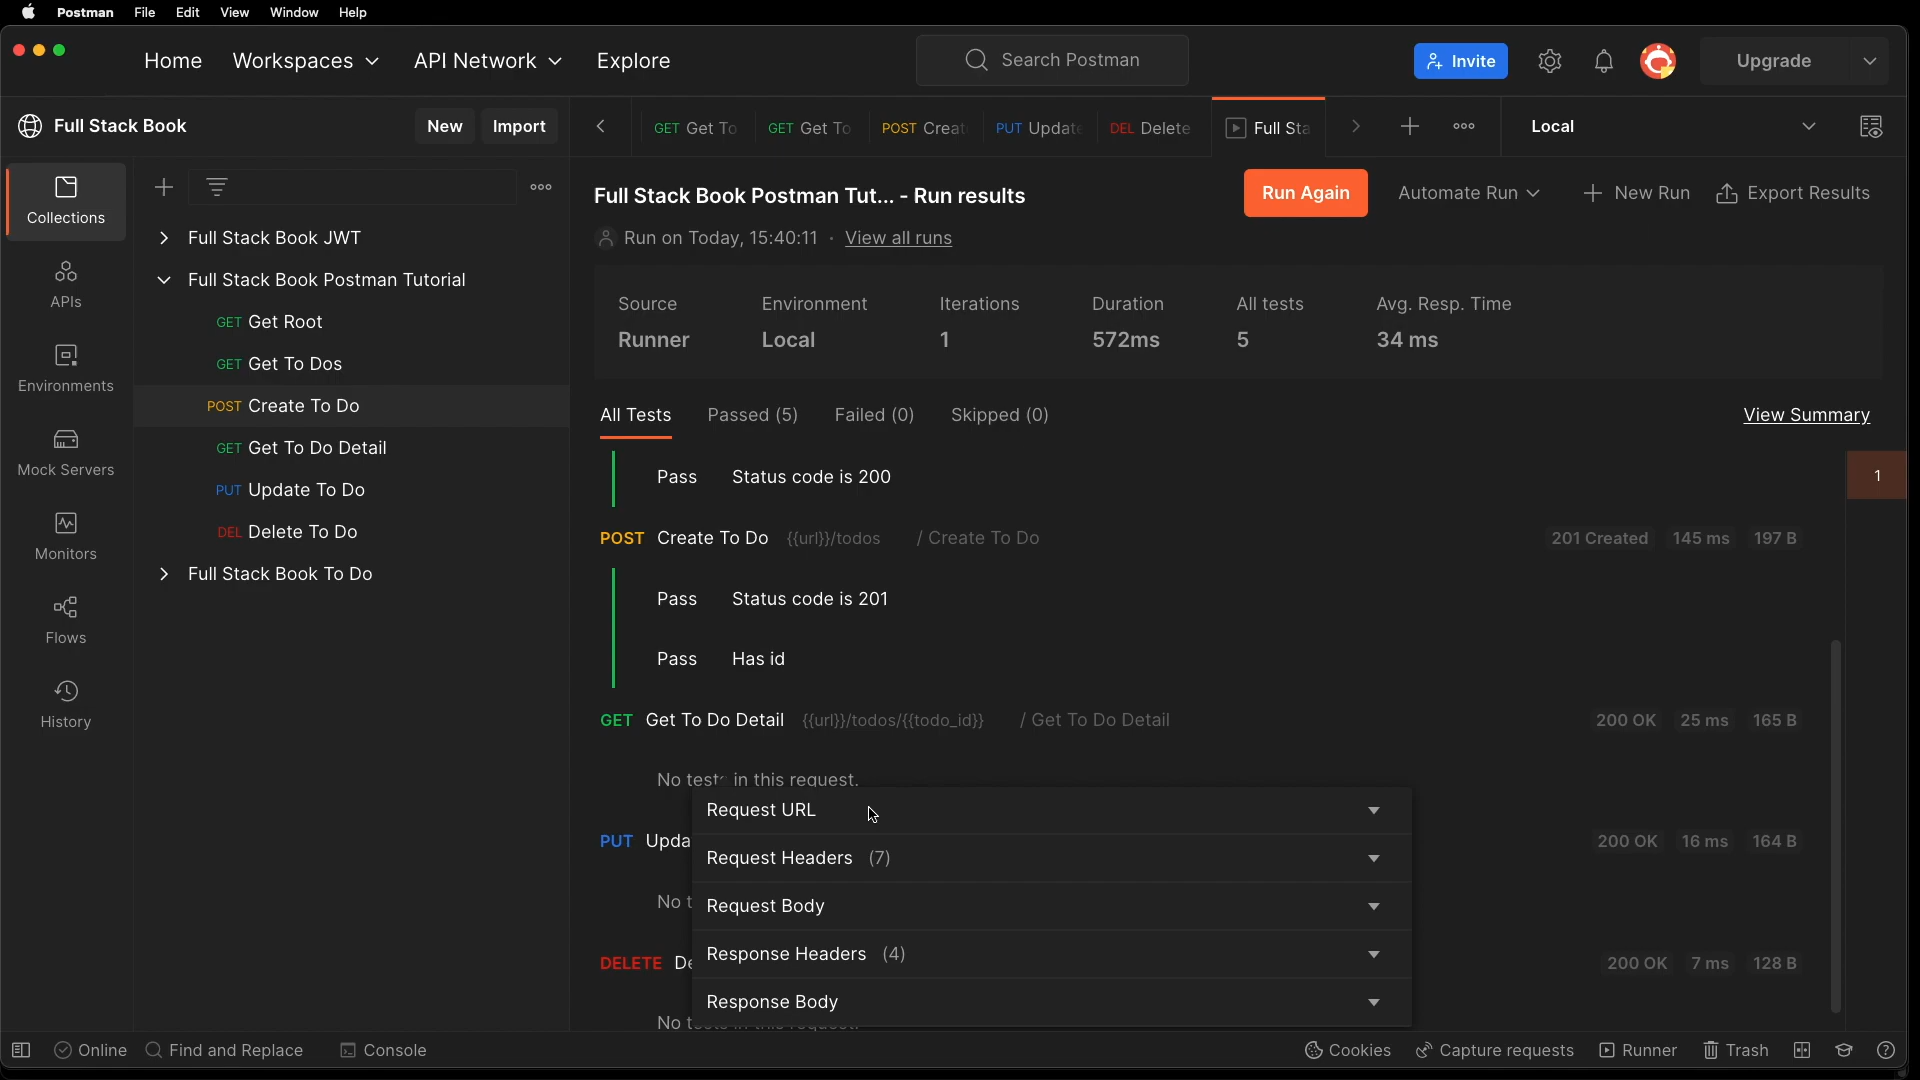 Postman File Edit View Window Help
Home Workspaces API Network Explore Search Postman Invite Upgrade
Full Stack Book New Import GET Get To GET Get To POST Creat PUT Update DEL Delete Full Sta Local
Collections
APIs
Environments
Mock Servers
Monitors
Flows
History
Full Stack Book JWT
Full Stack Book Postman Tutorial
GET Get Root
GET Get To Dos
POST Create To Do
GET Get To Do Detail
PUT Update To Do
DEL Delete To Do
Full Stack Book To Do
Full Stack Book Postman Tut... - Run results Run Again Automate Run New Run Export Results
Run on Today, 15:40:11 · View all runs
Source Environment Iterations Duration All tests Avg. Resp. Time
Runner Local 1 572ms 5 34 ms
All Tests Passed (5) Failed (0) Skipped (0) View Summary
Pass Status code is 200 1
POST Create To Do {{url}}/todos / Create To Do 201 Created 145 ms 197 B
Pass Status code is 201
Pass Has id
GET Get To Do Detail {{url}}/todos/{{todo_id}} / Get To Do Detail 200 OK 25 ms 165 B
No tests in this request.
Request URL
PUT Upda 200 OK 16 ms 164 B
Request Headers (7)
No t
Request Body
Response Headers (4)
DELETE De 200 OK 7 ms 128 B
Response Body
No tests in this request.
Online Find and Replace Console Cookies Capture requests Runner Trash